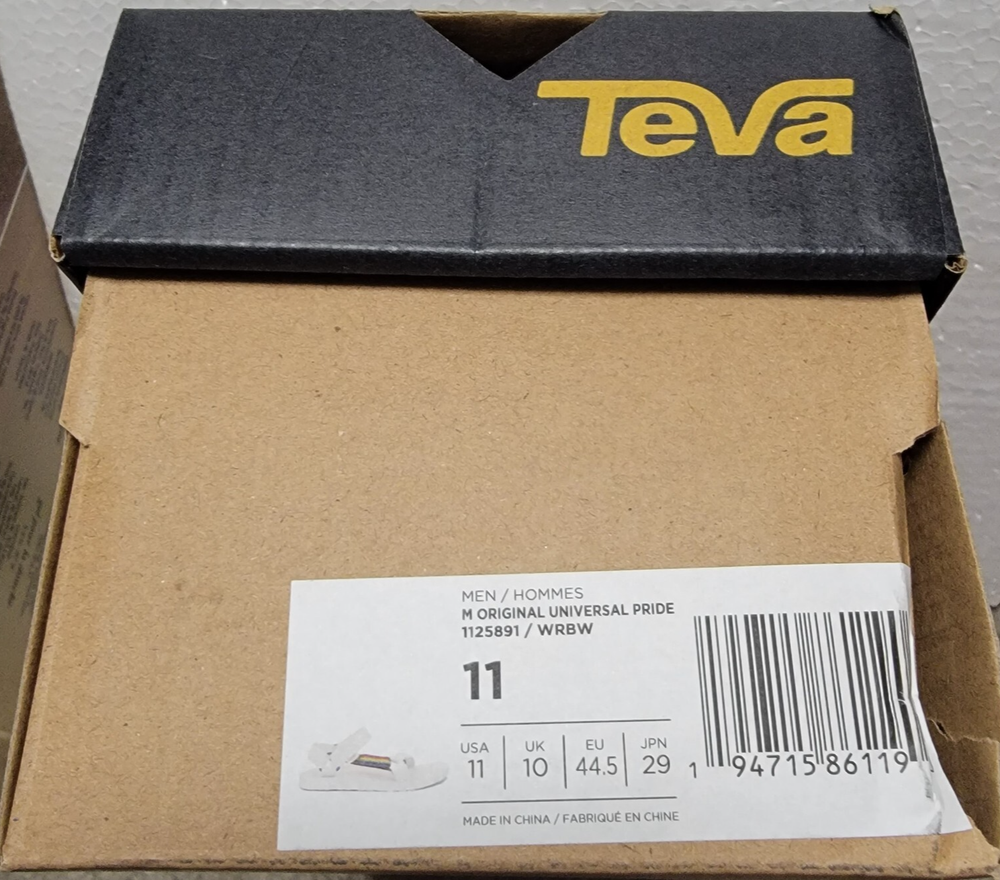 Teva
MEN / HOMMES
M ORIGINAL UNIVERSAL PRIDE
1125891 / WRBW
11
USA UK EU JPN
11 10 44.5 29
1 94715 86119
MADE IN CHINA / FABRIQUÉ EN CHINE